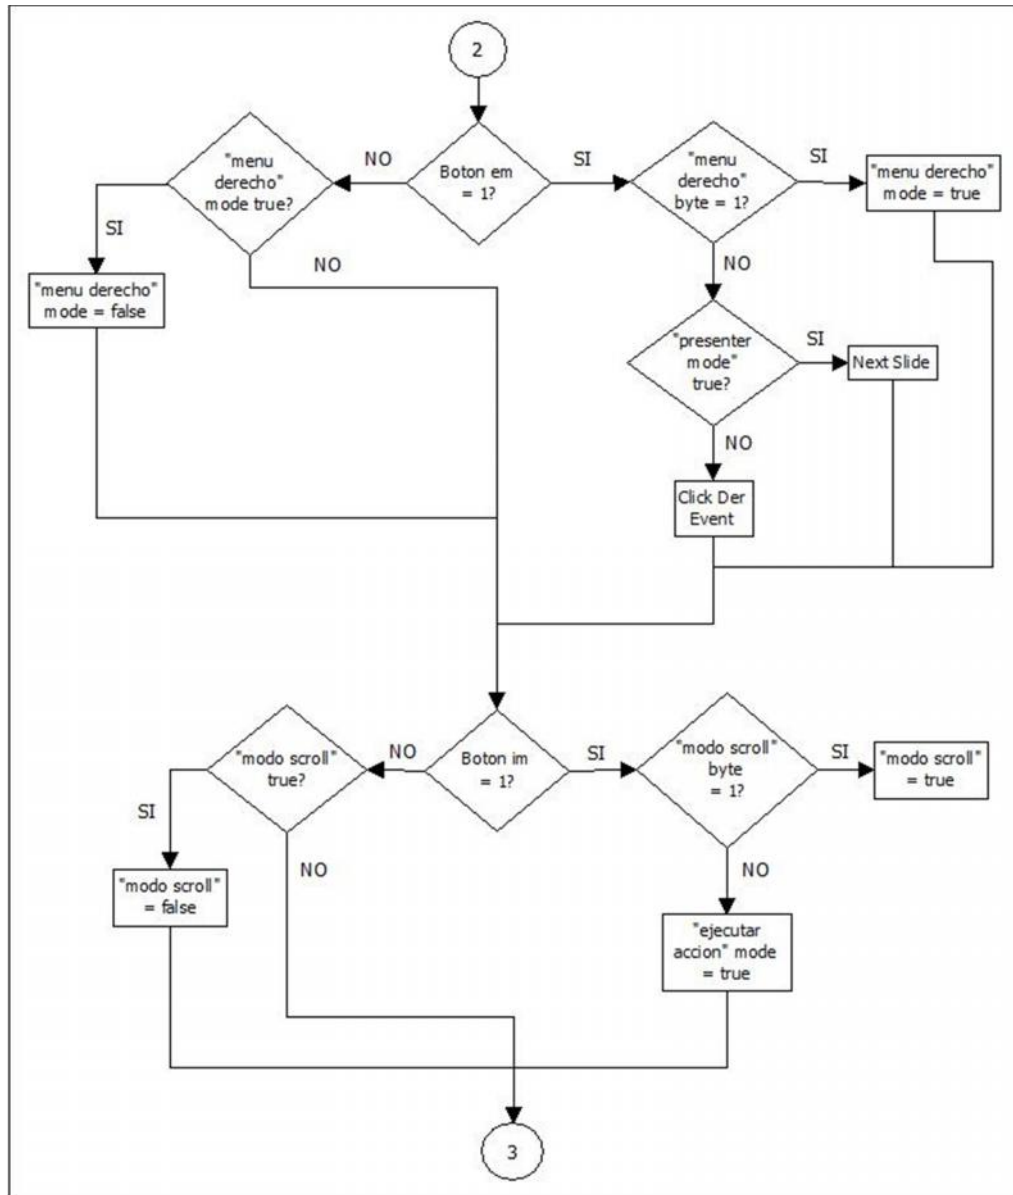 2
"menu
derecho"
mode true?
NO
Boton em
= 1?
SI
"menu
derecho"
byte = 1?
SI
"menu derecho"
mode = true
SI
NO
NO
"menu derecho"
mode = false
"presenter
mode"
true?
SI
Next Slide
NO
Click Der
Event
"modo scroll"
true?
NO
Boton im
= 1?
SI
"modo scroll"
byte
= 1?
SI
"modo scroll"
= true
SI
NO
NO
"modo scroll"
= false
"ejecutar
accion" mode
= true
3